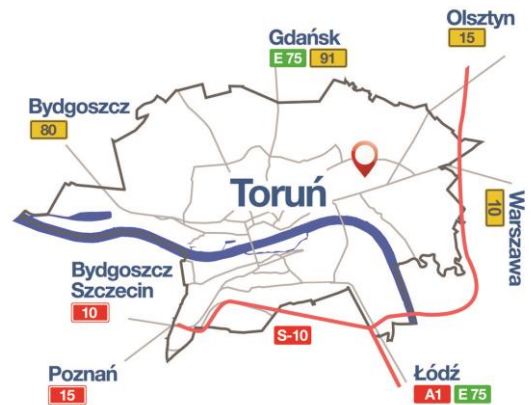 Olsztyn
15
Gdańsk
E 75 91
Bydgoszcz
80
Toruń
10
Warszawa
Bydgoszcz
Szczecin
10
S-10
Poznań
15
Łódź
A1 E 75